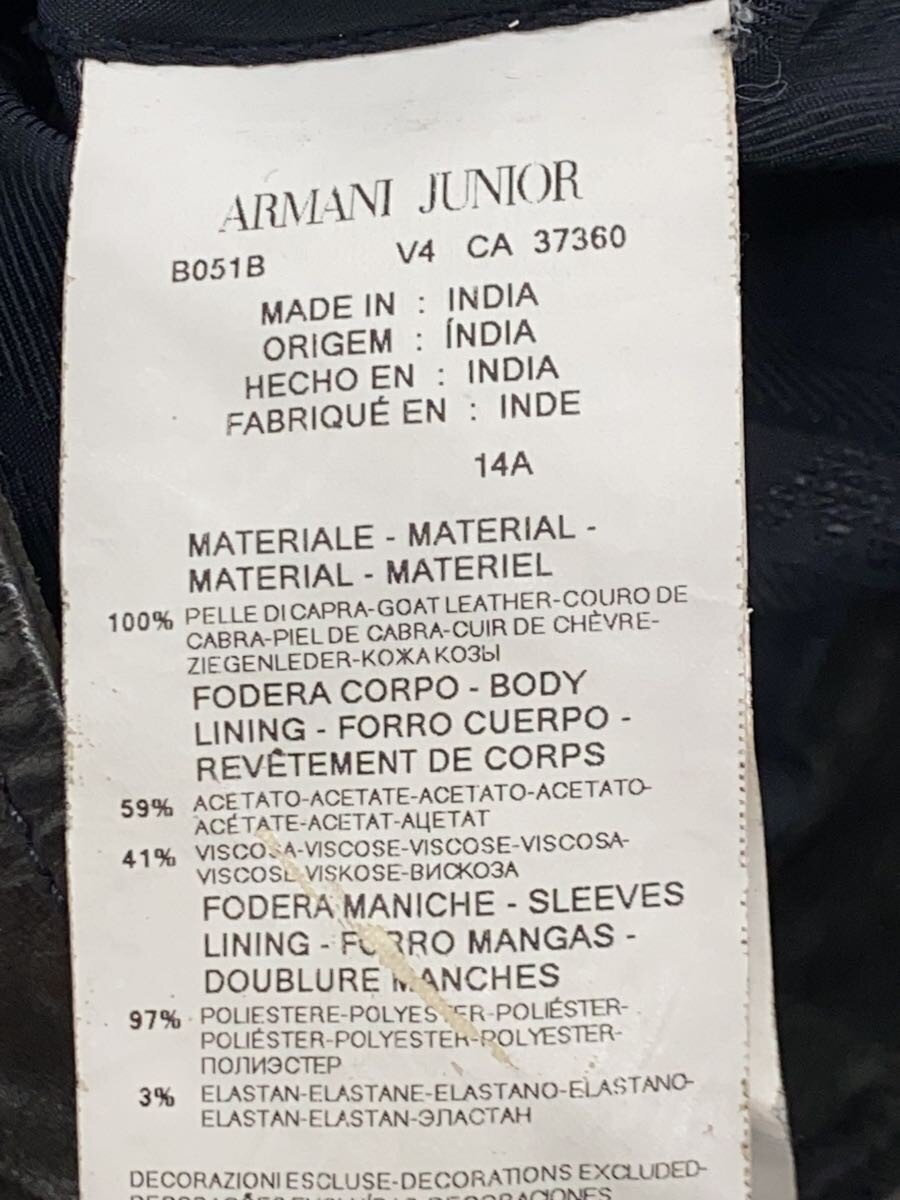 ARMANI JUNIOR
B051B V4 CA 37360
MADE IN : INDIA
ORIGEM : ÍNDIA
HECHO EN : INDIA
FABRIQUÉ EN : INDE
14A
MATERIALE - MATERIAL -
MATERIAL - MATERIEL
100% PELLE DI CAPRA-GOAT LEATHER-COURO DE
CABRA-PIEL DE CABRA-CUIR DE CHÈVRE-
ZIEGENLEDER-КОЖА КОЗЫ
FODERA CORPO - BODY
LINING - FORRO CUERPO -
REVÊTEMENT DE CORPS
59% ACETATO-ACETATE-ACETATO-ACETATO-
ACÉTATE-ACETAT-АЦЕТАТ
41% VISCOSA-VISCOSE-VISCOSE-VISCOSA-
VISCOSE-VISKOSE-ВИСКОЗА
FODERA MANICHE - SLEEVES
LINING - FORRO MANGAS -
DOUBLURE MANCHES
97% POLIESTERE-POLYESTER-POLIÉSTER-
POLIÉSTER-POLYESTER-POLYESTER-
ПОЛИЭСТЕР
3% ELASTAN-ELASTANE-ELASTANO-ELASTANO-
ELASTAN-ELASTAN-ЭЛАСТАН
DECORAZIONI ESCLUSE-DECORATIONS EXCLUDED-